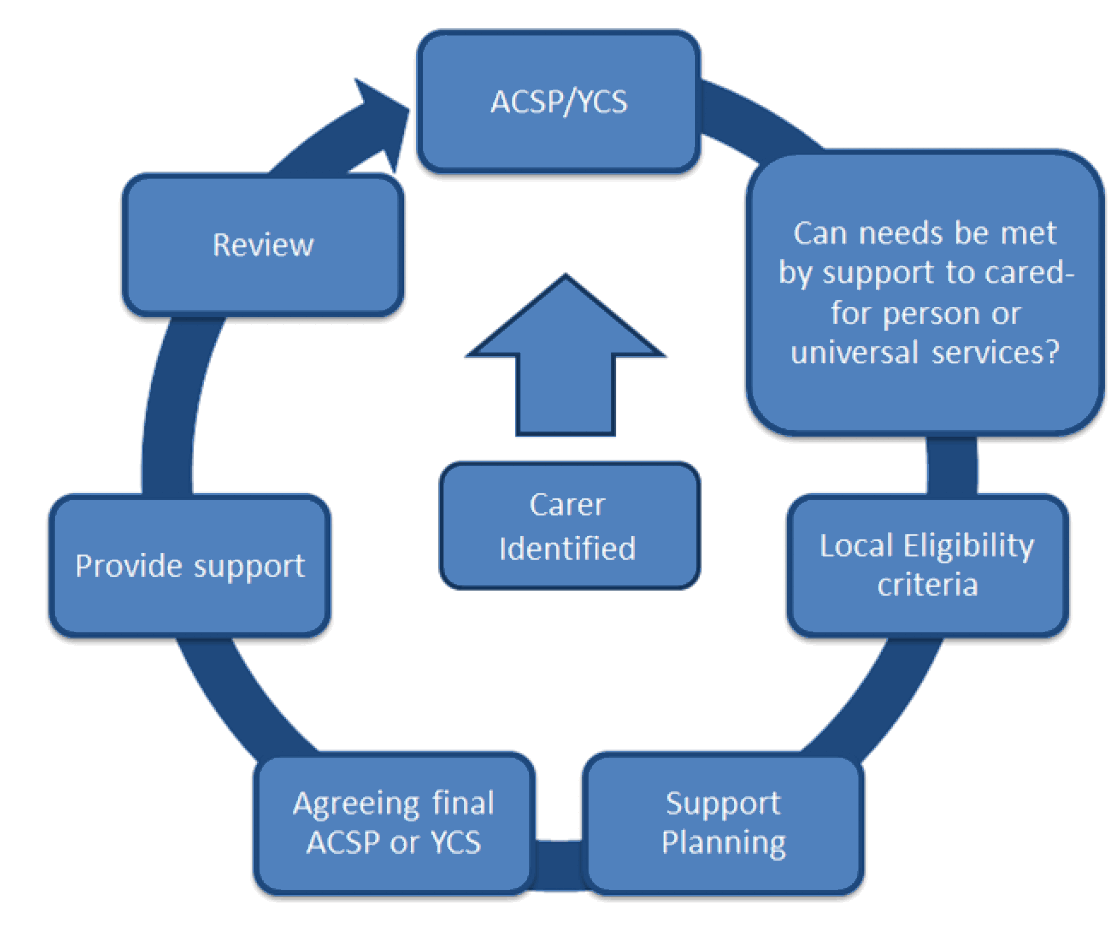 ACSP/YCS
Can needs be met
by support to cared-
for person or
universal services?
Local Eligibility
criteria
Support
Planning
Agreeing final
ACSP or YCS
Provide support
Review
Carer
Identified